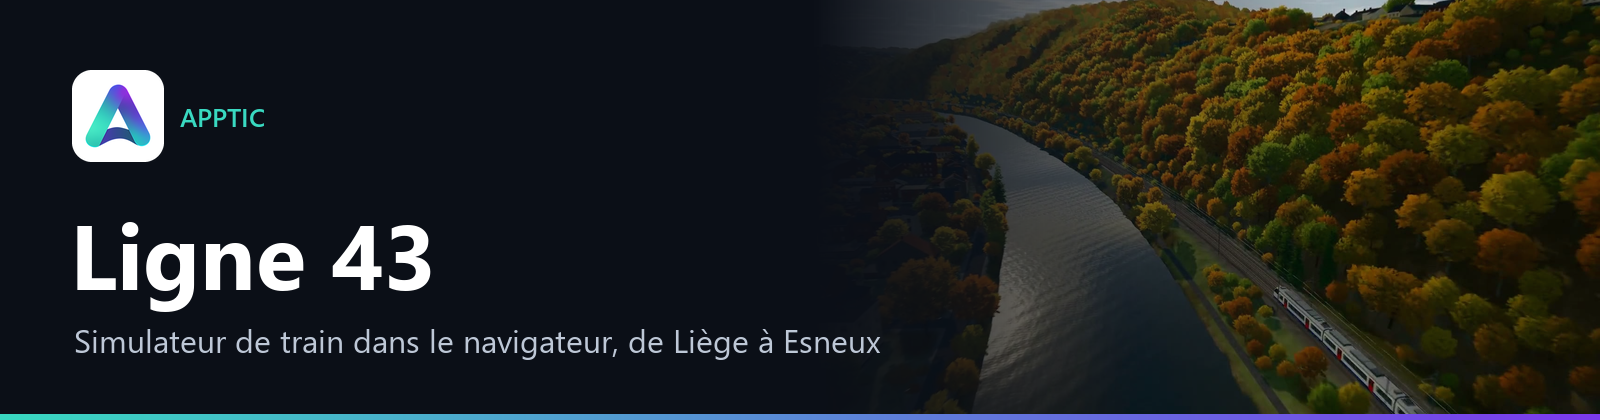 APPTIC
Ligne 43
Simulateur de train dans le navigateur, de Liège à Esneux